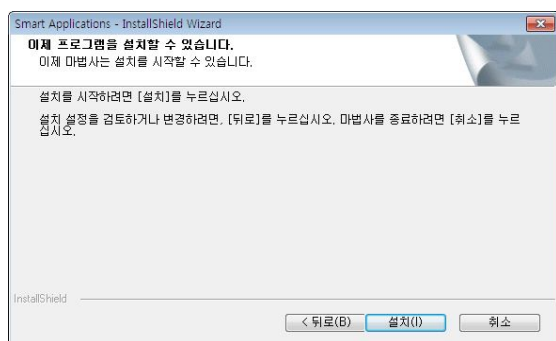 Smart Applications - InstallShield Wizard
이제 프로그램을 설치할 수 있습니다.
이제 마법사는 설치를 시작할 수 있습니다.
설치를 시작하려면 [설치]를 누르십시오.
설치 설정을 검토하거나 변경하려면, [뒤로]를 누르십시오. 마법사를 종료하려면 [취소]를 누르
십시오.
InstallShield
< 뒤로(B) 설치(I) 취소